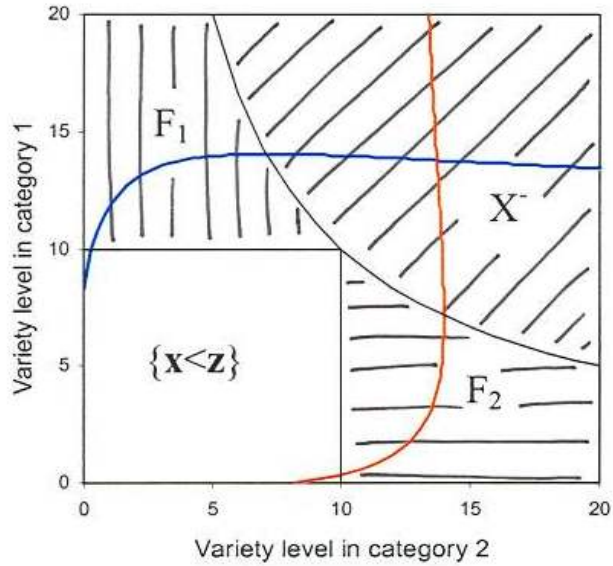 20
15
10
5
0
Variety level in category 1
F₁
X⁻
{x<z}
F₂
0
5
10
15
20
Variety level in category 2